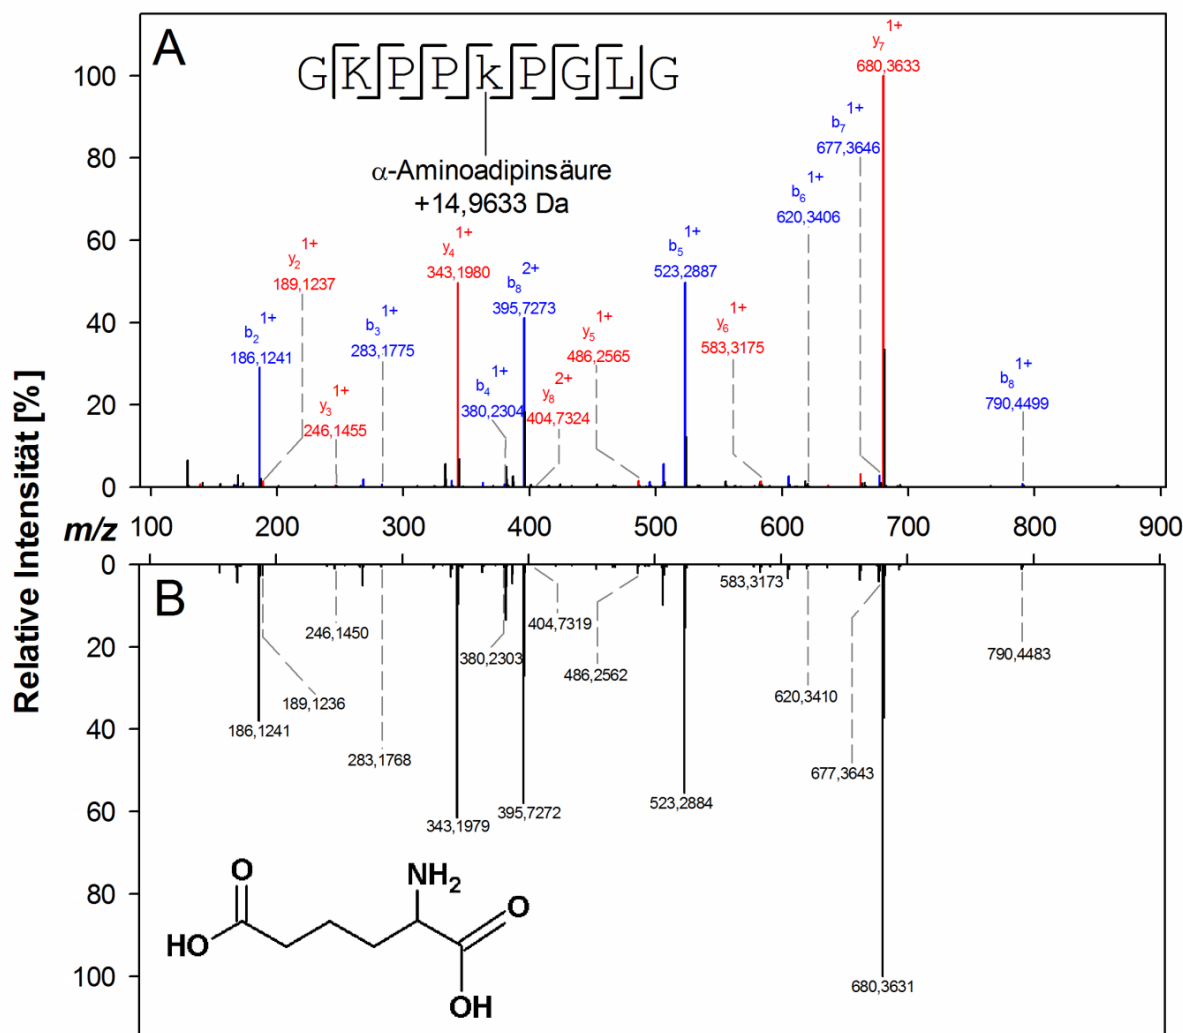 A
GKPPkPGLG
α-Aminoadipinsäure
+14,9633 Da
y7 1+
680,3633
b7 1+
677,3646
b6 1+
620,3406
b5 1+
523,2887
y4 1+
343,1980
y2 1+
189,1237
b8 2+
395,7273
b2 1+
186,1241
b3 1+
283,1775
y5 1+
486,2565
y6 1+
583,3175
y3 1+
246,1455
b4 1+
380,2304
y8 2+
404,7324
b8 1+
790,4499
Relative Intensität [%]
100
80
60
40
20
0
m/z
100 200 300 400 500 600 700 800 900
B
0
20
40
60
80
100
583,3173
246,1450
404,7319
380,2303
486,2562
790,4483
189,1236
620,3410
186,1241
283,1768
677,3643
343,1979
395,7272
523,2884
680,3631
O
NH2
O
HO
OH